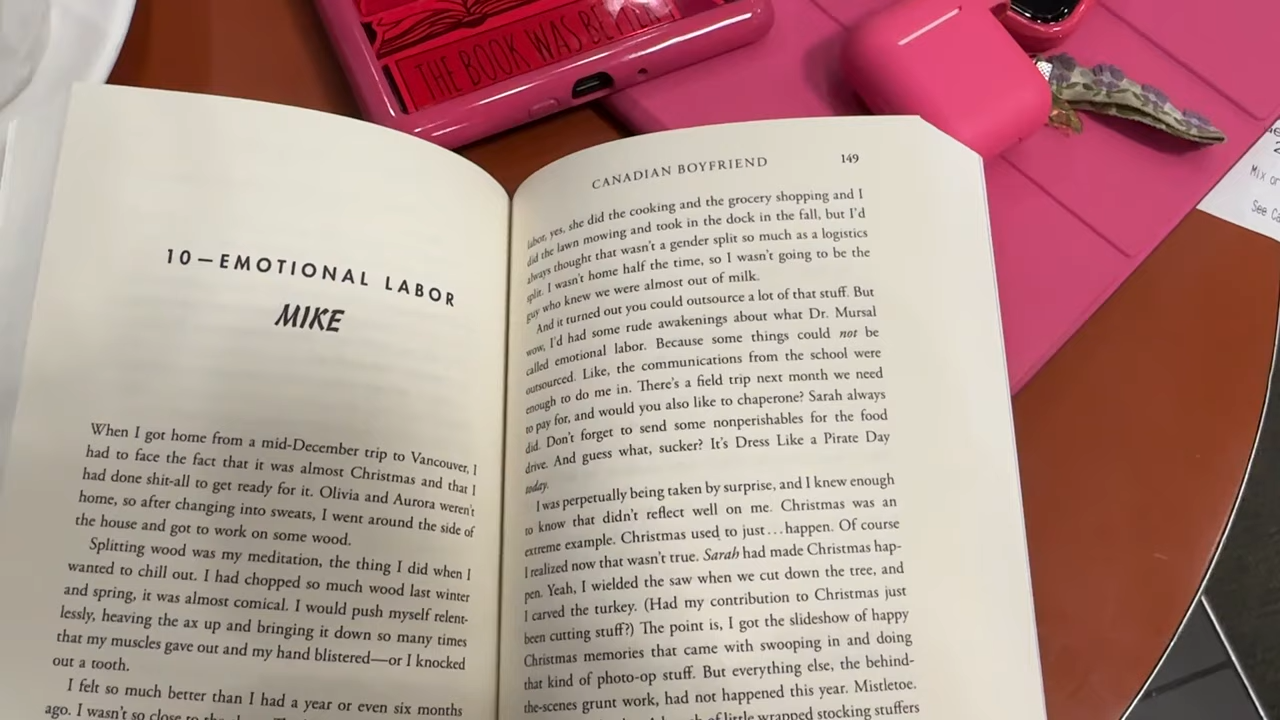 THE BOOK WAS BETTER
10—EMOTIONAL LABOR
MIKE
When I got home from a mid-December trip to Vancouver, I
had to face the fact that it was almost Christmas and that I
had done shit-all to get ready for it. Olivia and Aurora weren't
home, so after changing into sweats, I went around the side of
the house and got to work on some wood.
Splitting wood was my meditation, the thing I did when I
wanted to chill out. I had chopped so much wood last winter
and spring, it was almost comical. I would push myself relent-
lessly, heaving the ax up and bringing it down so many times
that my muscles gave out and my hand blistered—or I knocked
out a tooth.
I felt so much better than I had a year or even six months
ago. I wasn't so close to
CANADIAN BOYFRIEND
149
labor, yes, she did the cooking and the grocery shopping and I
did the lawn mowing and took in the dock in the fall, but I'd
always thought that wasn't a gender split so much as a logistics
split. I wasn't home half the time, so I wasn't going to be the
guy who knew we were almost out of milk.
And it turned out you could outsource a lot of that stuff. But
wow, I'd had some rude awakenings about what Dr. Mursal
called emotional labor. Because some things could not be
outsourced. Like, the communications from the school were
enough to do me in. There's a field trip next month we need
to pay for, and would you also like to chaperone? Sarah always
did. Don't forget to send some nonperishables for the food
drive. And guess what, sucker? It's Dress Like a Pirate Day
today.
I was perpetually being taken by surprise, and I knew enough
to know that didn't reflect well on me. Christmas was an
extreme example. Christmas used to just...happen. Of course
I realized now that wasn't true. Sarah had made Christmas hap-
pen. Yeah, I wielded the saw when we cut down the tree, and
I carved the turkey. (Had my contribution to Christmas just
been cutting stuff?) The point is, I got the slideshow of happy
Christmas memories that came with swooping in and doing
that kind of photo-op stuff. But everything else, the behind-
the-scenes grunt work, had not happened this year. Mistletoe.
of little wrapped stocking stuffers
Mix or
See